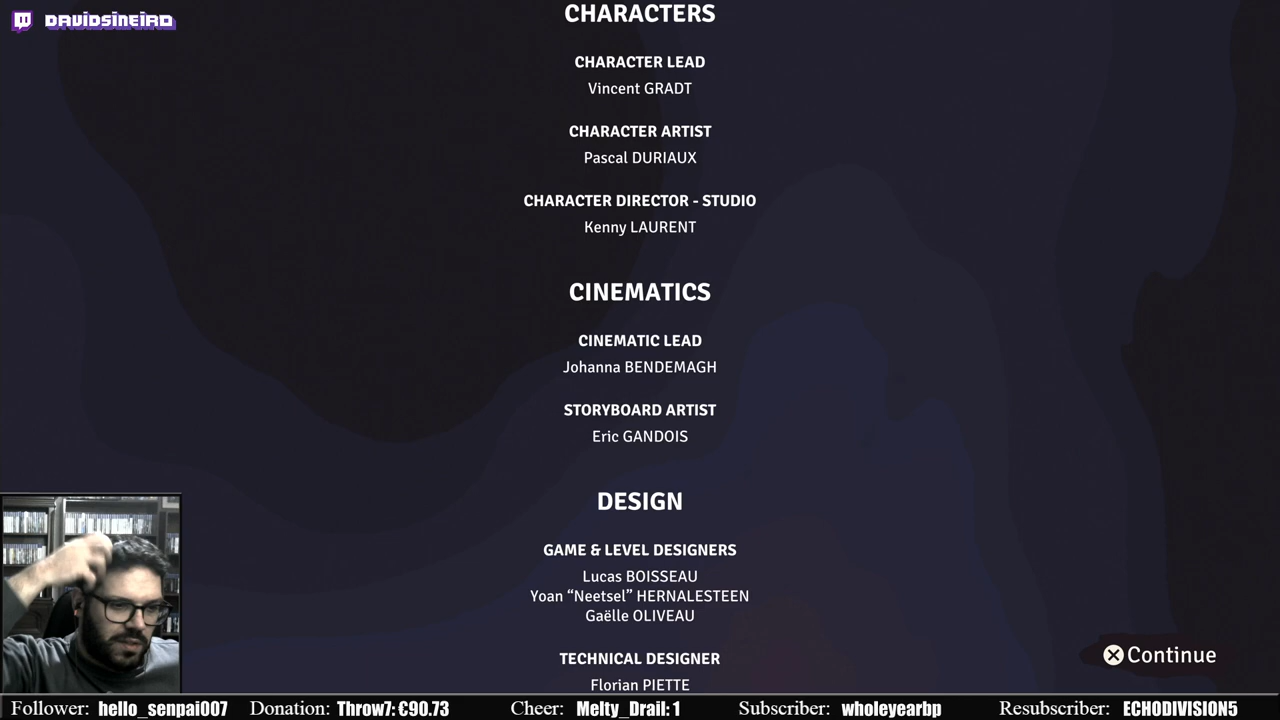 DAVIDSINEIRO
CHARACTERS
CHARACTER LEAD
Vincent GRADT
CHARACTER ARTIST
Pascal DURIAUX
CHARACTER DIRECTOR - STUDIO
Kenny LAURENT
CINEMATICS
CINEMATIC LEAD
Johanna BENDEMAGH
STORYBOARD ARTIST
Eric GANDOIS
DESIGN
GAME & LEVEL DESIGNERS
Lucas BOISSEAU
Yoan “Neetsel” HERNALESTEEN
Gaëlle OLIVEAU
TECHNICAL DESIGNER
Florian PIETTE
Continue
Follower: hello_senpai007 Donation: Throw7: €90.73 Cheer: Melty_Drail: 1 Subscriber: wholeyearbp Resubscriber: ECHODIVISION5